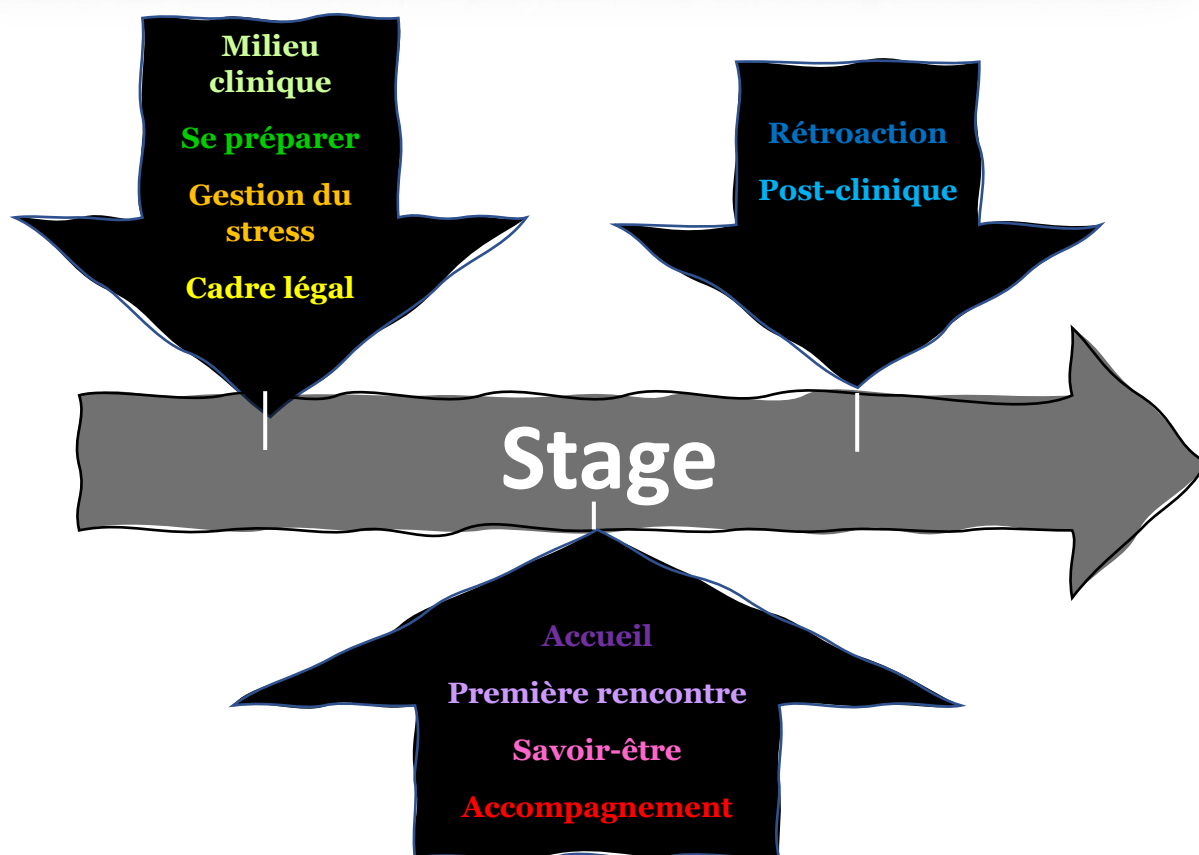 Milieu
clinique
Se préparer
Gestion du
stress
Cadre légal
Rétroaction
Post-clinique
Stage
Accueil
Première rencontre
Savoir-être
Accompagnement